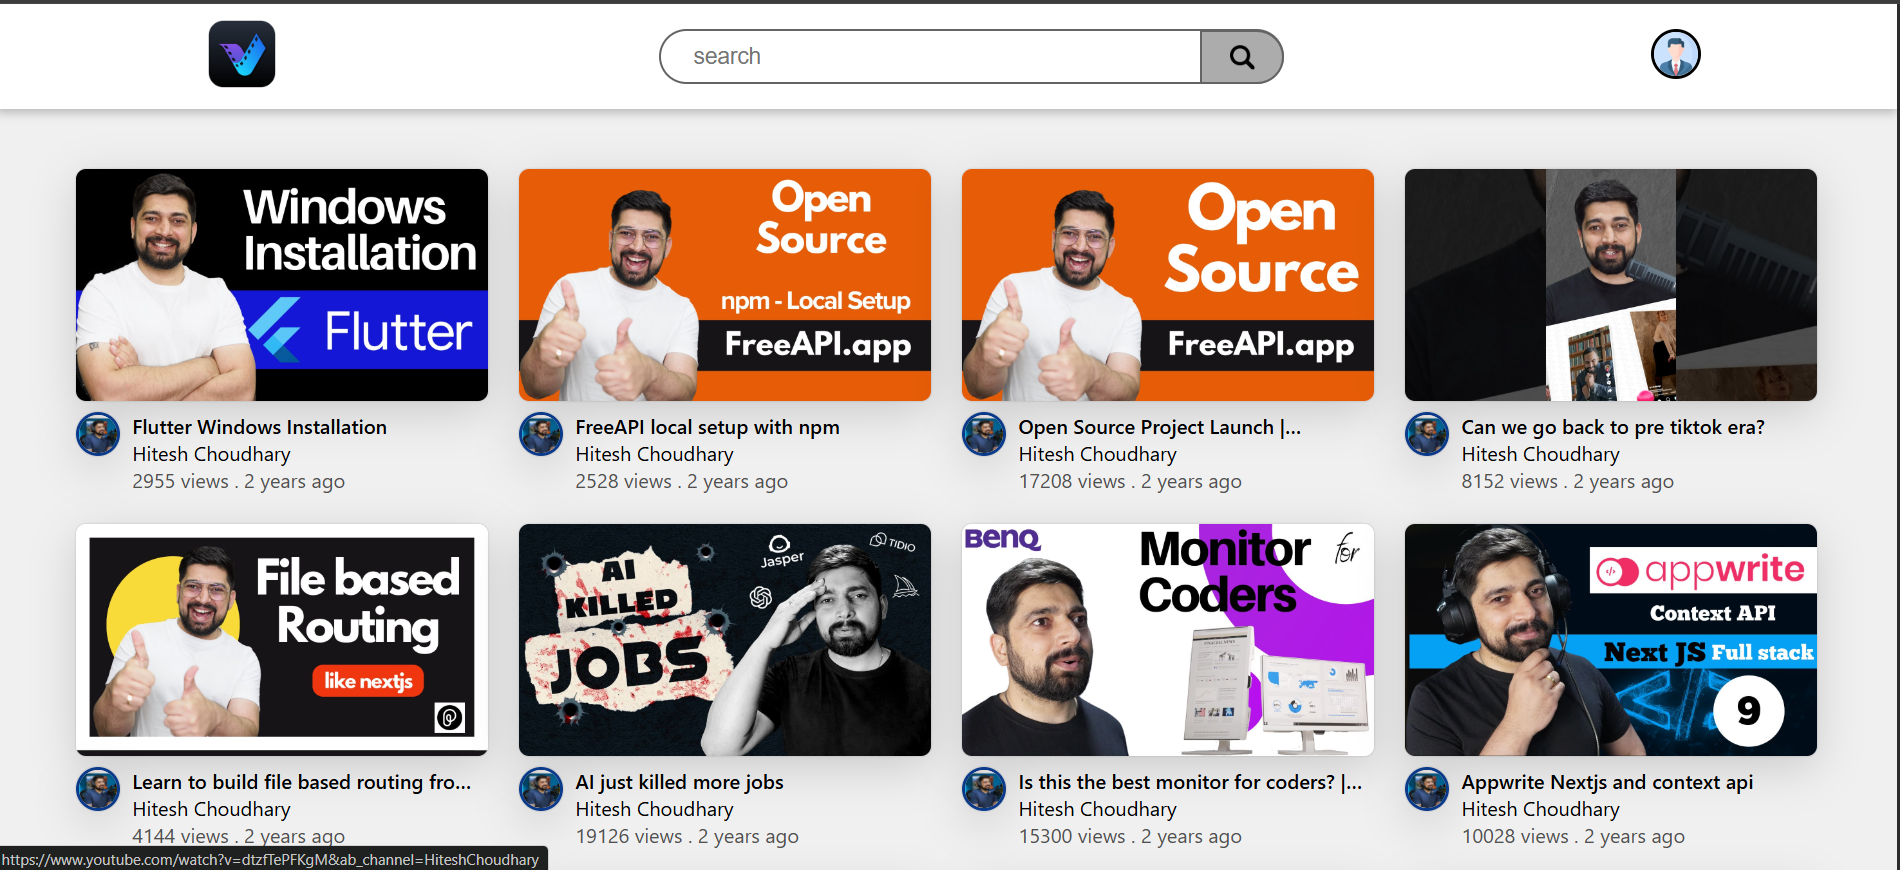 search
Windows
Installation
Flutter
Flutter Windows Installation
Hitesh Choudhary
2955 views . 2 years ago
Open
Source
npm - Local Setup
FreeAPI.app
FreeAPI local setup with npm
Hitesh Choudhary
2528 views . 2 years ago
Open
Source
FreeAPI.app
Open Source Project Launch |...
Hitesh Choudhary
17208 views . 2 years ago
Can we go back to pre tiktok era?
Hitesh Choudhary
8152 views . 2 years ago
File based
Routing
like nextjs
Learn to build file based routing fro...
Hitesh Choudhary
4144 views . 2 years ago
AI
KILLED
JOBS
Jasper
TIDIO
AI just killed more jobs
Hitesh Choudhary
19126 views . 2 years ago
BenQ
Monitor for
Coders
Is this the best monitor for coders? |...
Hitesh Choudhary
15300 views . 2 years ago
appwrite
Context API
Next JS Full stack
9
Appwrite Nextjs and context api
Hitesh Choudhary
10028 views . 2 years ago
https://www.youtube.com/watch?v=dtzfTePFKgM&ab_channel=HiteshChoudhary